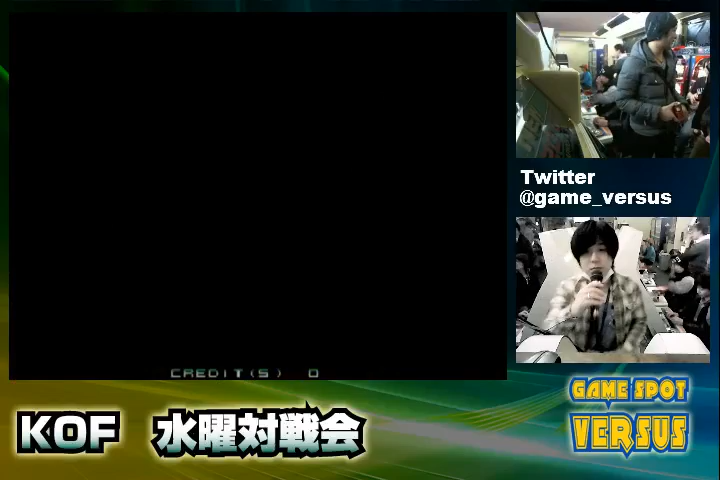 Twitter
@game_versus
CREDIT(S) 0
KOF 水曜対戦会
GAME SPOT
VERSUS